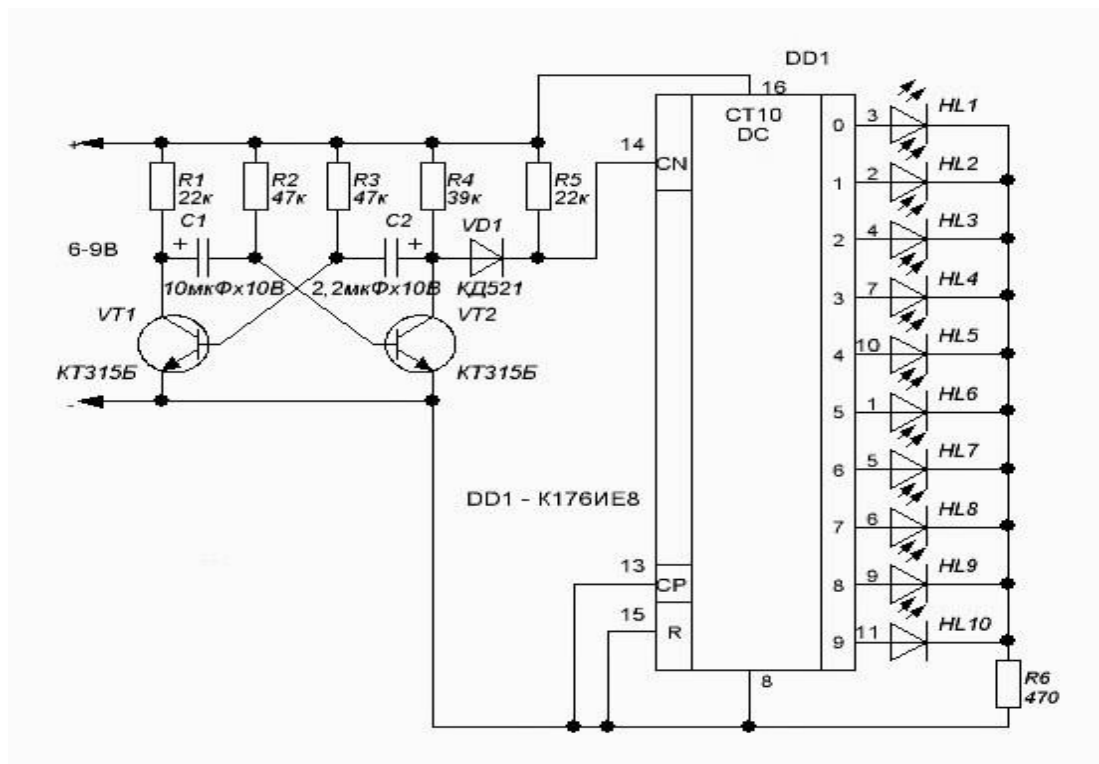 DD1
16
CT10
DC
+
14
CN
R1
22к
R2
47к
R3
47к
R4
39к
R5
22к
C1
+
C2
+
VD1
6-9В
10мкФх10В
2,2мкФх10В
КД521
VT1
VT2
КТ315Б
КТ315Б
-
DD1 - К176ИЕ8
13
CP
15
R
8
0
3
HL1
1
2
HL2
2
4
HL3
3
7
HL4
4
10
HL5
5
1
HL6
6
5
HL7
7
6
HL8
8
9
HL9
9
11
HL10
R6
470